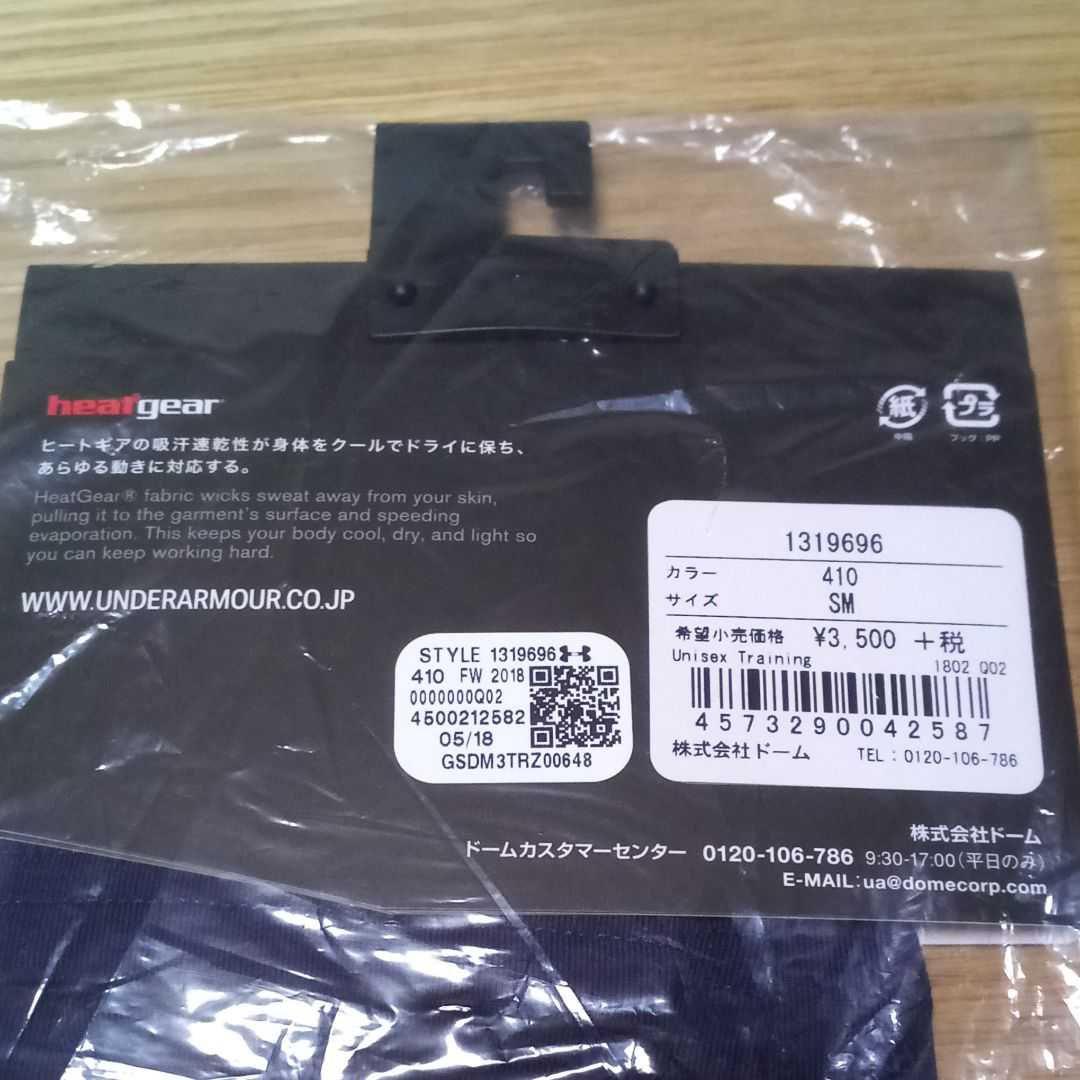 heatgear
ヒートギアの吸汗速乾性が身体をクールでドライに保ち、
あらゆる動きに対応する。
HeatGear® fabric wicks sweat away from your skin,
pulling it to the garment's surface and speeding
evaporation. This keeps your body cool, dry, and light so
you can keep working hard.
WWW.UNDERARMOUR.CO.JP
紙
プラ
フック:PP
STYLE 1319696
410 FW 2018
0000000Q02
4500212582
05/18
GSDM3TRZ00648
1319696
カラー 410
サイズ SM
希望小売価格 ¥3,500 +税
Unisex Training 1802 Q02
4573290042587
株式会社ドーム TEL : 0120-106-786
株式会社ドーム
ドームカスタマーセンター 0120-106-786 9:30-17:00(平日のみ)
E-MAIL:ua@domecorp.com